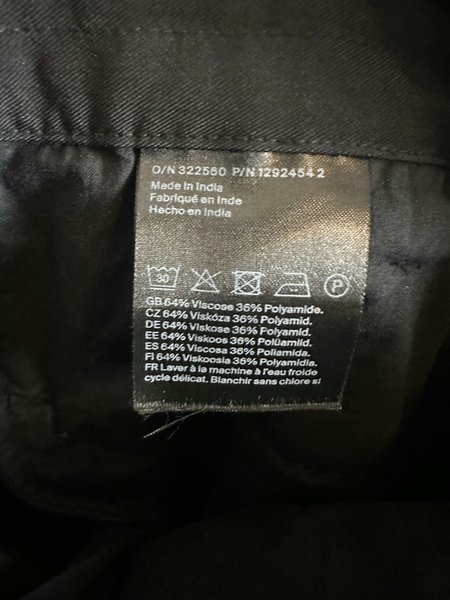 O/N 322560 P/N 1292454 2
Made in India
Fabriqué en Inde
Hecho en India
30 P
GB 64% Viscose 36% Polyamide.
CZ 64% Viskóza 36% Polyamid.
DE 64% Viskose 36% Polyamid.
EE 64% Viskoos 36% Polüamiid.
ES 64% Viscosa 36% Poliamida.
FI 64% Viskoosia 36% Polyamidia.
FR Laver à la machine à l'eau froide
cycle délicat. Blanchir sans chlore si